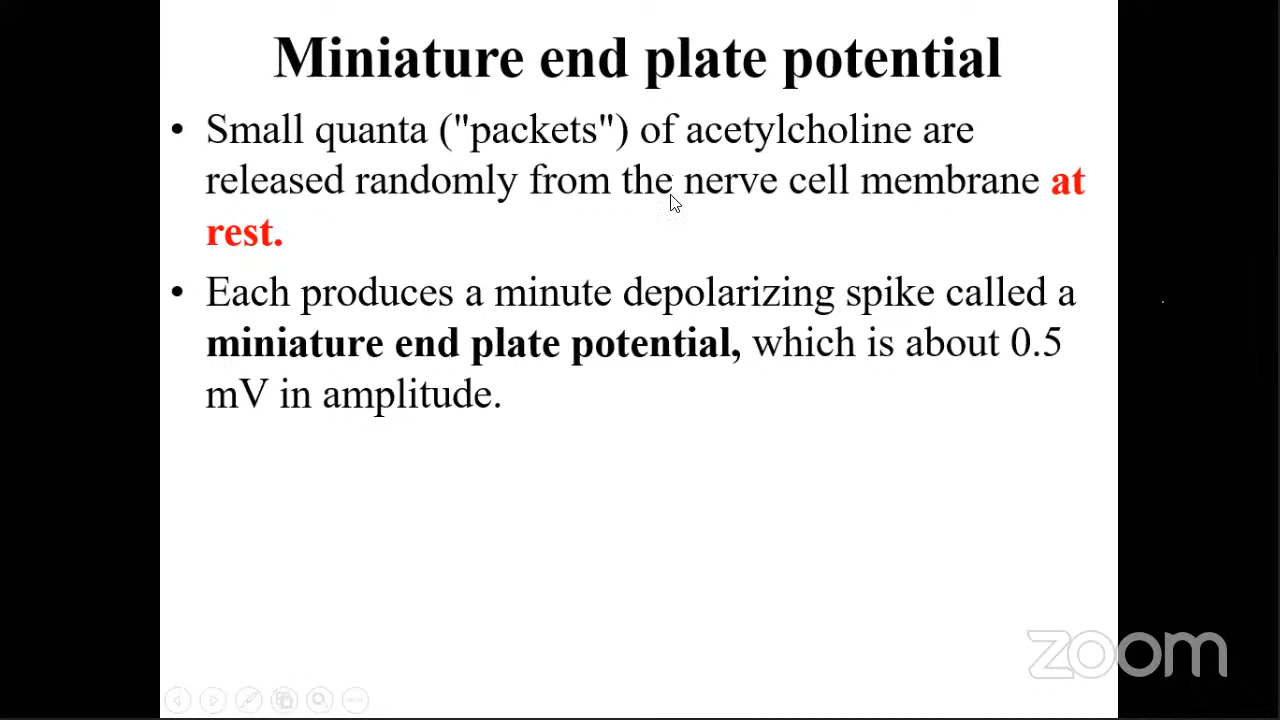 Miniature end plate potential
• Small quanta ("packets") of acetylcholine are
released randomly from the nerve cell membrane at
rest.
• Each produces a minute depolarizing spike called a
miniature end plate potential, which is about 0.5
mV in amplitude.
zoom